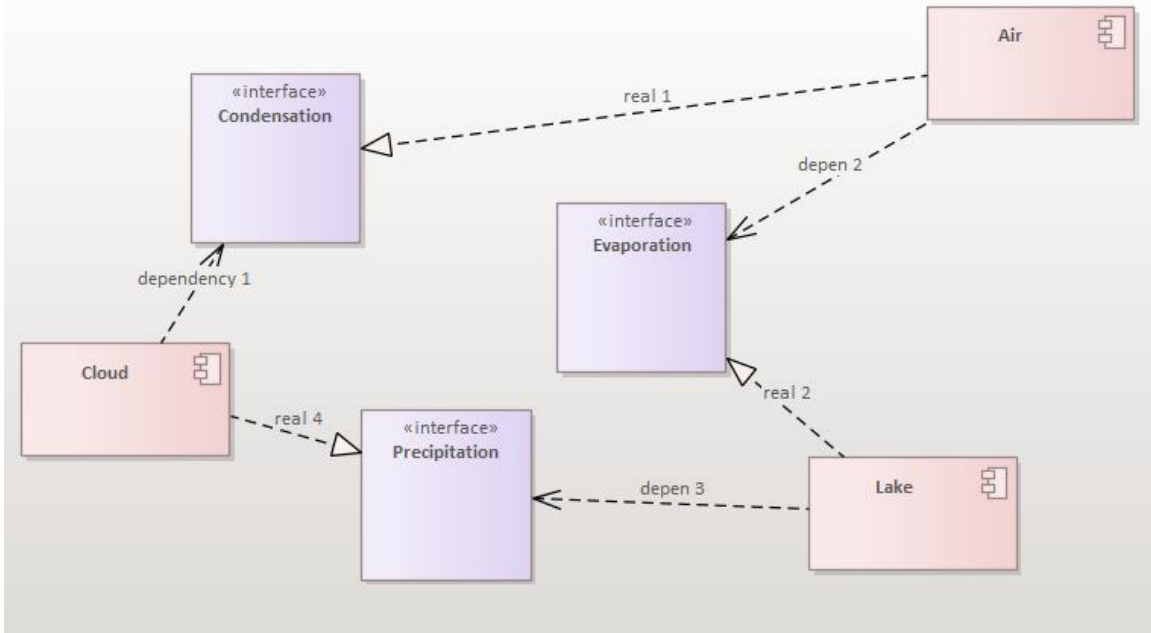 Air
«interface»
Condensation
real 1
depen 2
«interface»
Evaporation
dependency 1
Cloud
real 4
«interface»
Precipitation
real 2
depen 3
Lake